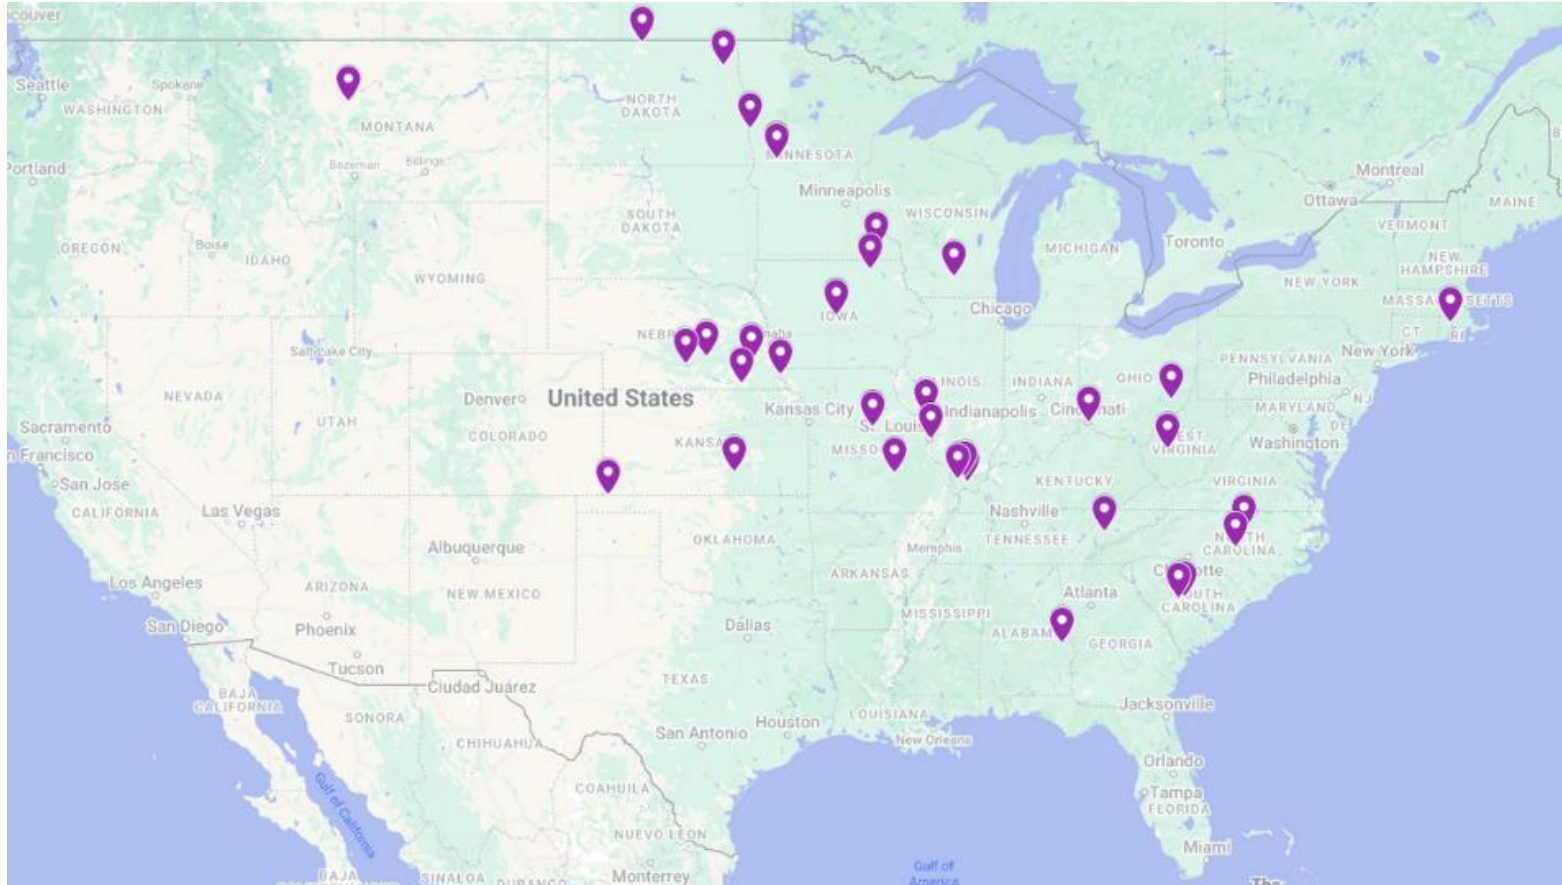 Seattle
Spokane
WASHINGTON
MONTANA
NORTH
DAKOTA
Montreal
Ottawa
MAINE
Portland
Bozeman
Billings
Minneapolis
SOUTH
DAKOTA
WISCONSIN
VERMONT
Toronto
MICHIGAN
NEW
HAMPSHIRE
OREGON
Boise
IDAHO
WYOMING
NEW YORK
Chicago
IOWA
CT
RI
Salt Lake City
PENNSYLVANIA
New York
NEVADA
Denver
United States
INDIANA
OHIO
Philadelphia
Kansas City
Indianapolis
MARYLAND
NJ
DE
Sacramento
UTAH
COLORADO
Washington
San Jose
KENTUCKY
VIRGINIA
CALIFORNIA
Las Vegas
Nashville
TENNESSEE
OKLAHOMA
CAROLINA
Albuquerque
Memphis
Los Angeles
ARIZONA
NEW MEXICO
ARKANSAS
Atlanta
CAROLINA
MISSISSIPPI
San Diego
Phoenix
Dallas
GEORGIA
Tucson
TEXAS
Ciudad Juárez
BAJA
CALIFORNIA
SONORA
Jacksonville
LOUISIANA
Houston
San Antonio
New Orleans
CHIHUAHUA
Orlando
Gulf of California
COAHUILA
Tampa
FLORIDA
NUEVO LEON
Miami
Gulf of
America
BAJA
SINALOA
DURANGO
Monterrey
The